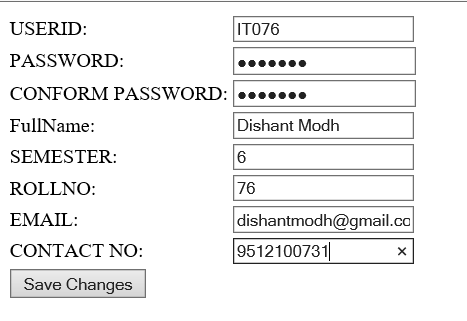 USERID: IT076
PASSWORD: •••••••
CONFORM PASSWORD: •••••••
FullName: Dishant Modh
SEMESTER: 6
ROLLNO: 76
EMAIL: dishantmodh@gmail.co
CONTACT NO: 9512100731 ×
Save Changes